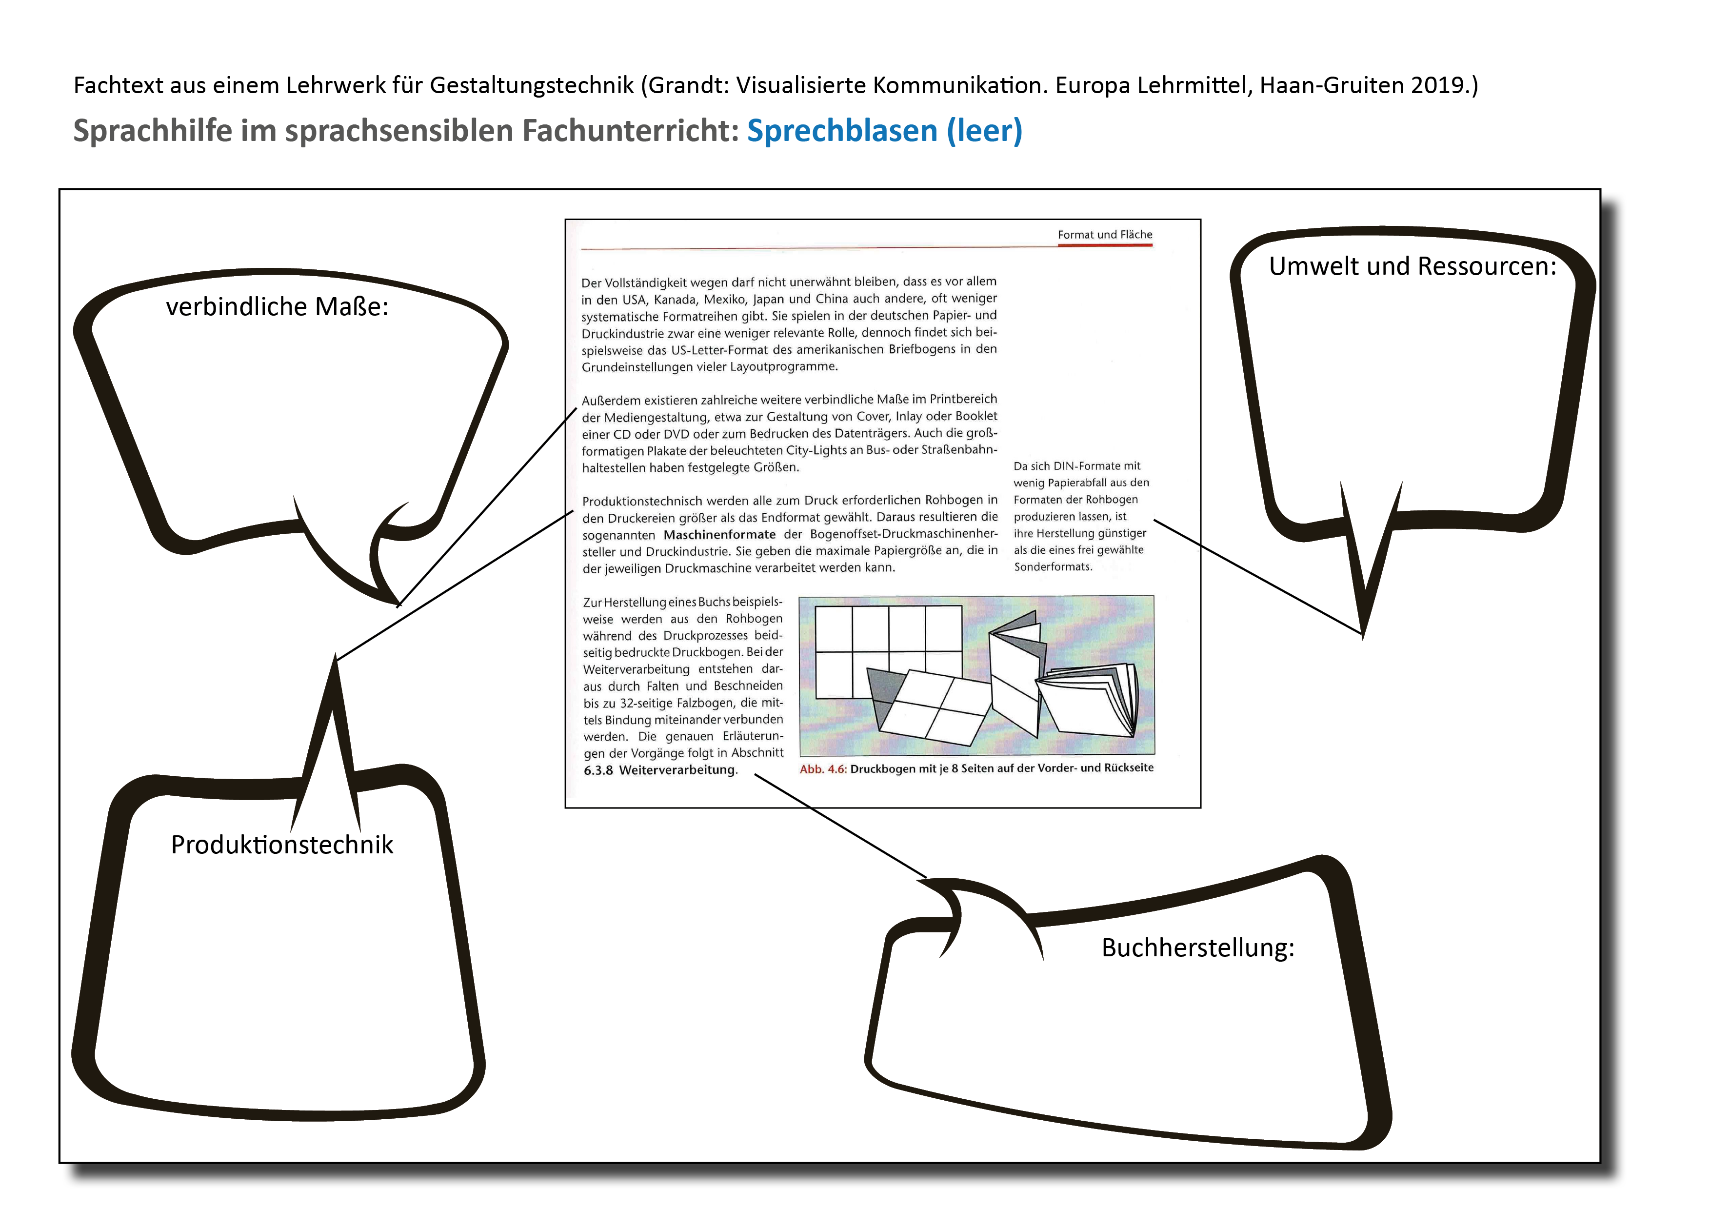 Fachtext aus einem Lehrwerk für Gestaltungstechnik (Grandt: Visualisierte Kommunikation. Europa Lehrmittel, Haan-Gruiten 2019.)
Sprachhilfe im sprachsensiblen Fachunterricht: Sprechblasen (leer)
verbindliche Maße:
Format und Fläche
Der Vollständigkeit wegen darf nicht unerwähnt bleiben, dass es vor allem
in den USA, Kanada, Mexiko, Japan und China auch andere, oft weniger
systematische Formatreihen gibt. Sie spielen in der deutschen Papier- und
Druckindustrie zwar eine weniger relevante Rolle, dennoch findet sich bei-
spielsweise das US-Letter-Format des amerikanischen Briefbogens in den
Grundeinstellungen vieler Layoutprogramme.
Außerdem existieren zahlreiche weitere verbindliche Maße im Printbereich
der Mediengestaltung, etwa zur Gestaltung von Cover, Inlay oder Booklet
einer CD oder DVD oder zum Bedrucken des Datenträgers. Auch die groß-
formatigen Plakate der beleuchteten City-Lights an Bus- oder Straßenbahn-
haltestellen haben festgelegte Größen.
Produktionstechnisch werden alle zum Druck erforderlichen Rohbogen in
den Druckereien größer als das Endformat gewählt. Daraus resultieren die
sogenannten Maschinenformate der Bogenoffset-Druckmaschinenher-
steller und Druckindustrie. Sie geben die maximale Papiergröße an, die in
der jeweiligen Druckmaschine verarbeitet werden kann.
Da sich DIN-Formate mit
wenig Papierabfall aus den
Formaten der Rohbogen
produzieren lassen, ist
ihre Herstellung günstiger
als die eines frei gewählte
Sonderformats.
Zur Herstellung eines Buchs beispiels-
weise werden aus den Rohbogen
während des Druckprozesses beid-
seitig bedruckte Druckbogen. Bei der
Weiterverarbeitung entstehen dar-
aus durch Falten und Beschneiden
bis zu 32-seitige Falzbogen, die mit-
tels Bindung miteinander verbunden
werden. Die genauen Erläuterun-
gen der Vorgänge folgt in Abschnitt
6.3.8 Weiterverarbeitung.
Abb. 4.6: Druckbogen mit je 8 Seiten auf der Vorder- und Rückseite
Umwelt und Ressourcen:
Produktionstechnik
Buchherstellung: